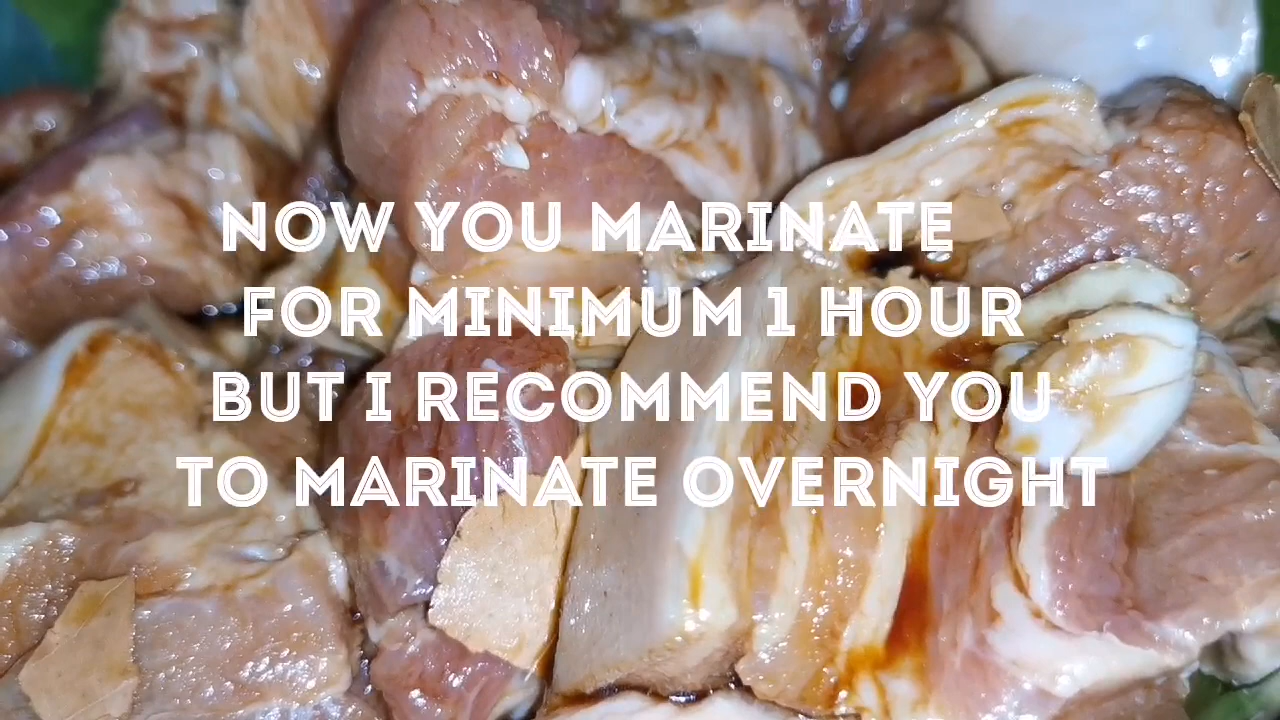 NOW YOU MARINATE
FOR MINIMUM 1 HOUR
BUT I RECOMMEND YOU
TO MARINATE OVERNIGHT